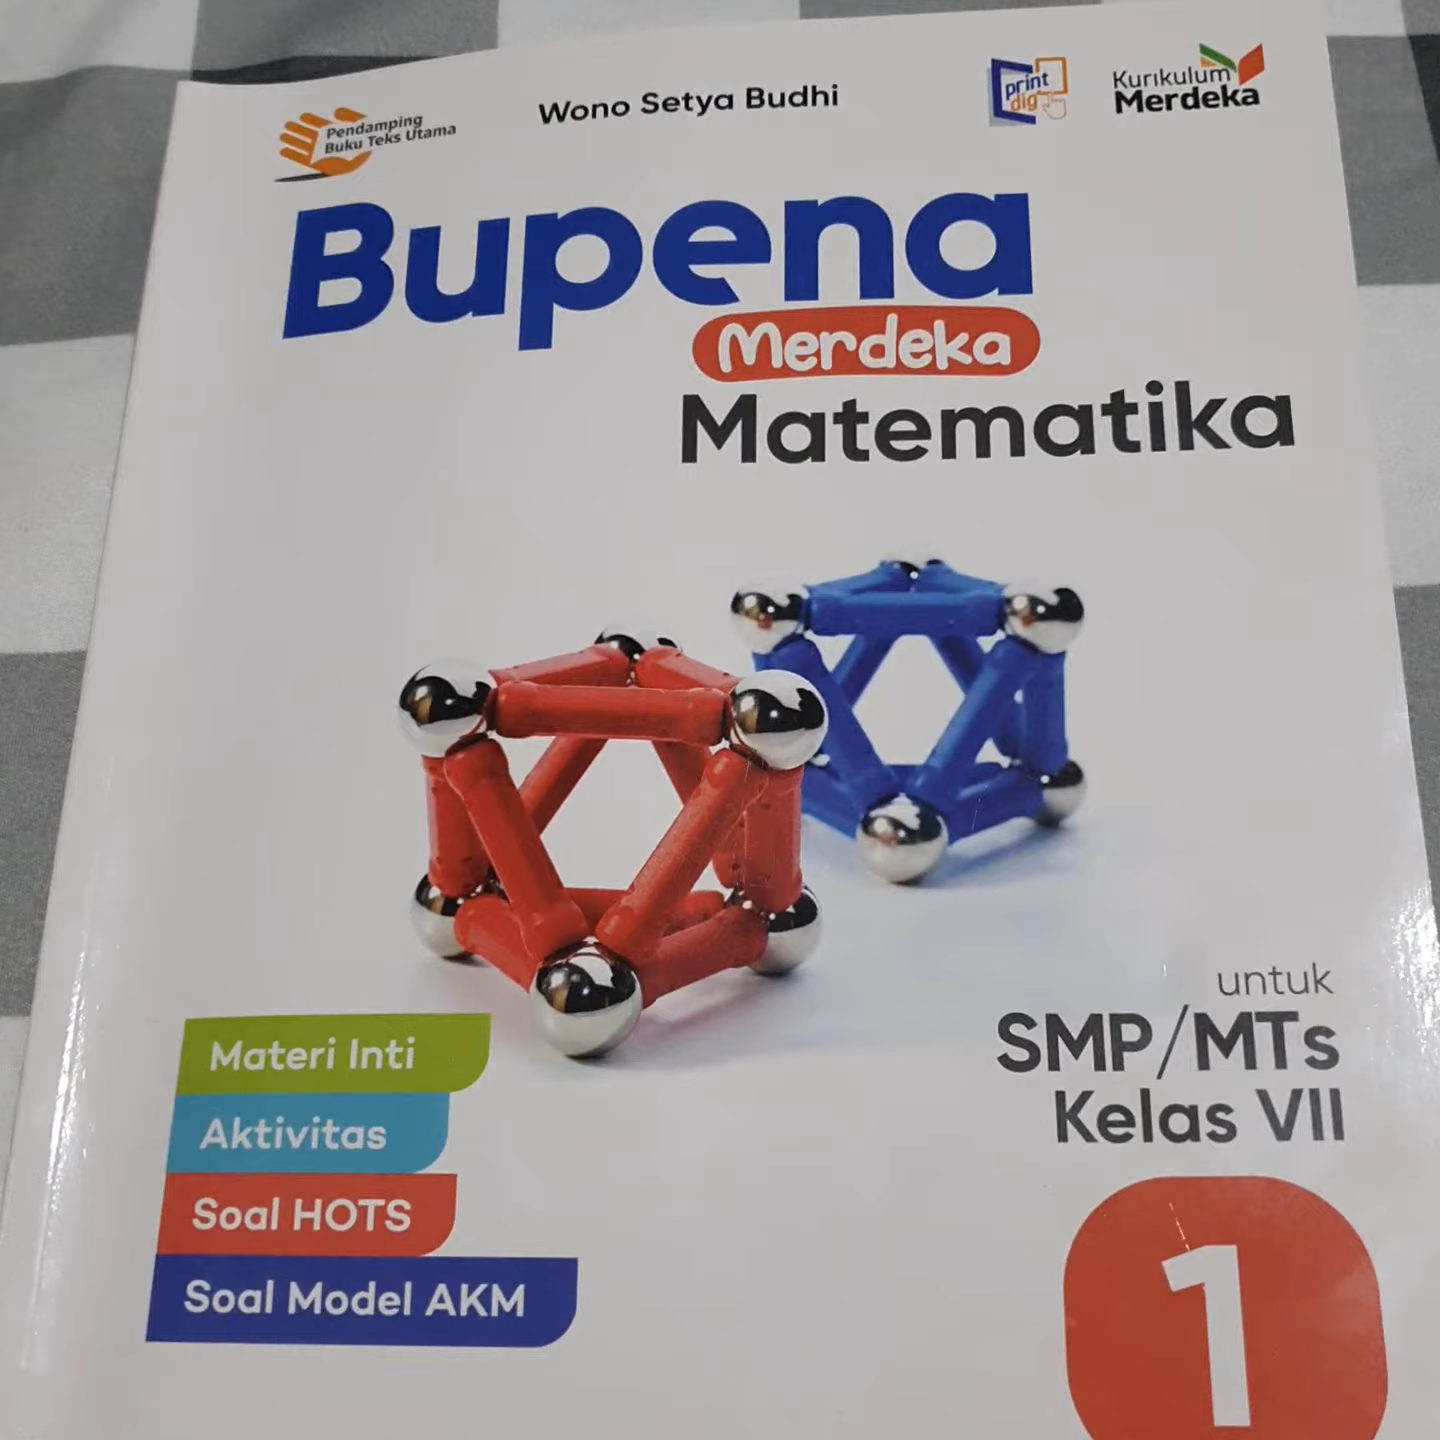 Pendamping
Buku Teks Utama
Wono Setya Budhi
print
dig
Kurikulum
Merdeka
Bupena
Merdeka
Matematika
untuk
SMP/MTs
Kelas VII
1
Materi Inti
Aktivitas
Soal HOTS
Soal Model AKM